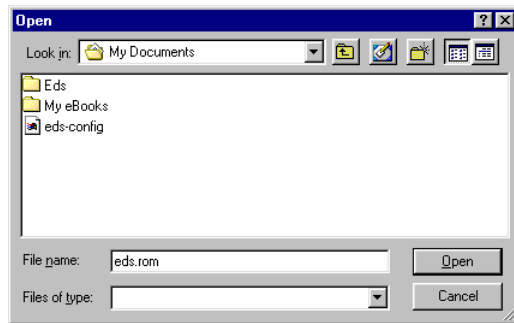 Open
Look in: My Documents
Eds
My eBooks
eds-config
File name: eds.rom Open
Files of type: Cancel